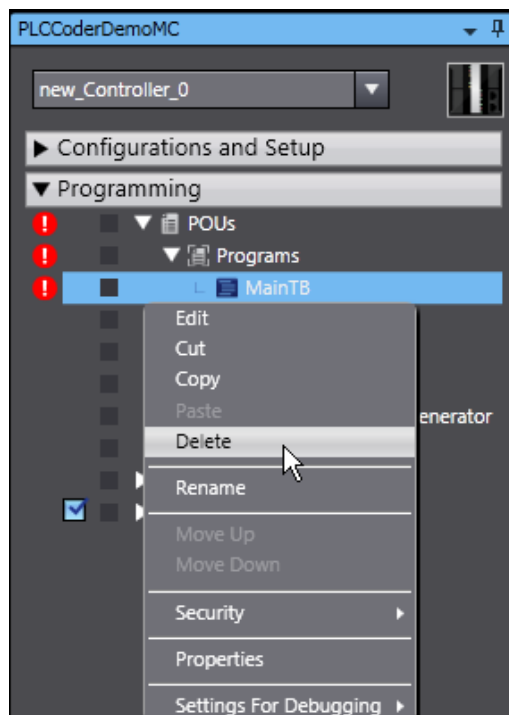 PLCCoderDemoMC
new_Controller_0
Configurations and Setup
Programming
POUs
Programs
MainTB
Edit
Cut
Copy
Paste
enerator
Delete
Rename
Move Up
Move Down
Security
Properties
Settings For Debugging